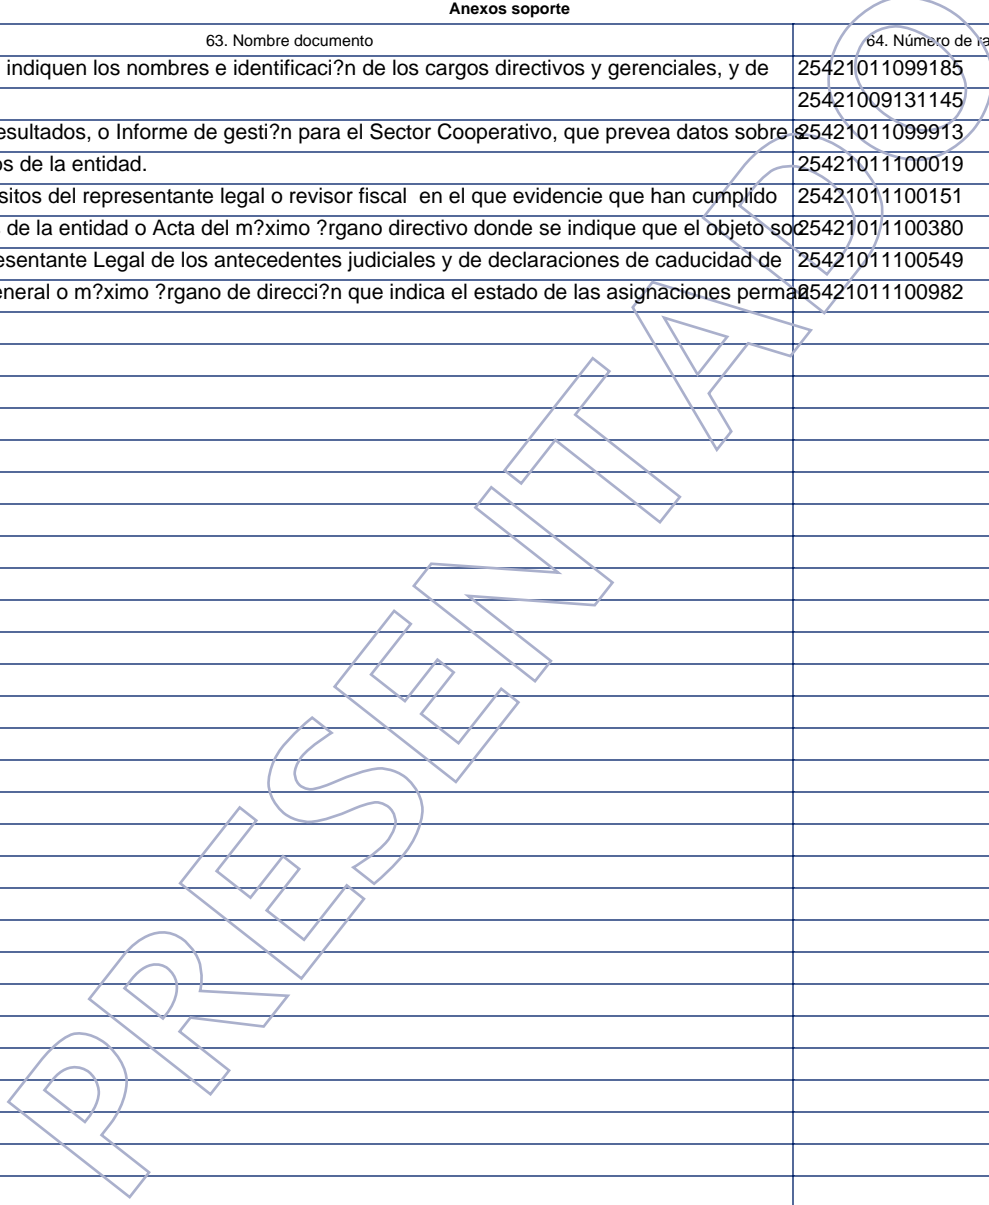 Anexos soporte
63. Nombre documento 64. Número de ra
indiquen los nombres e identificaci?n de los cargos directivos y gerenciales, y de 25421011099185
25421009131145
esultados, o Informe de gesti?n para el Sector Cooperativo, que prevea datos sobre s 25421011099913
os de la entidad. 25421011100019
sitos del representante legal o revisor fiscal en el que evidencie que han cumplido 25421011100151
de la entidad o Acta del m?ximo ?rgano directivo donde se indique que el objeto soc 25421011100380
esentante Legal de los antecedentes judiciales y de declaraciones de caducidad de 25421011100549
eneral o m?ximo ?rgano de direcci?n que indica el estado de las asignaciones perman 25421011100982
PRESENTADO